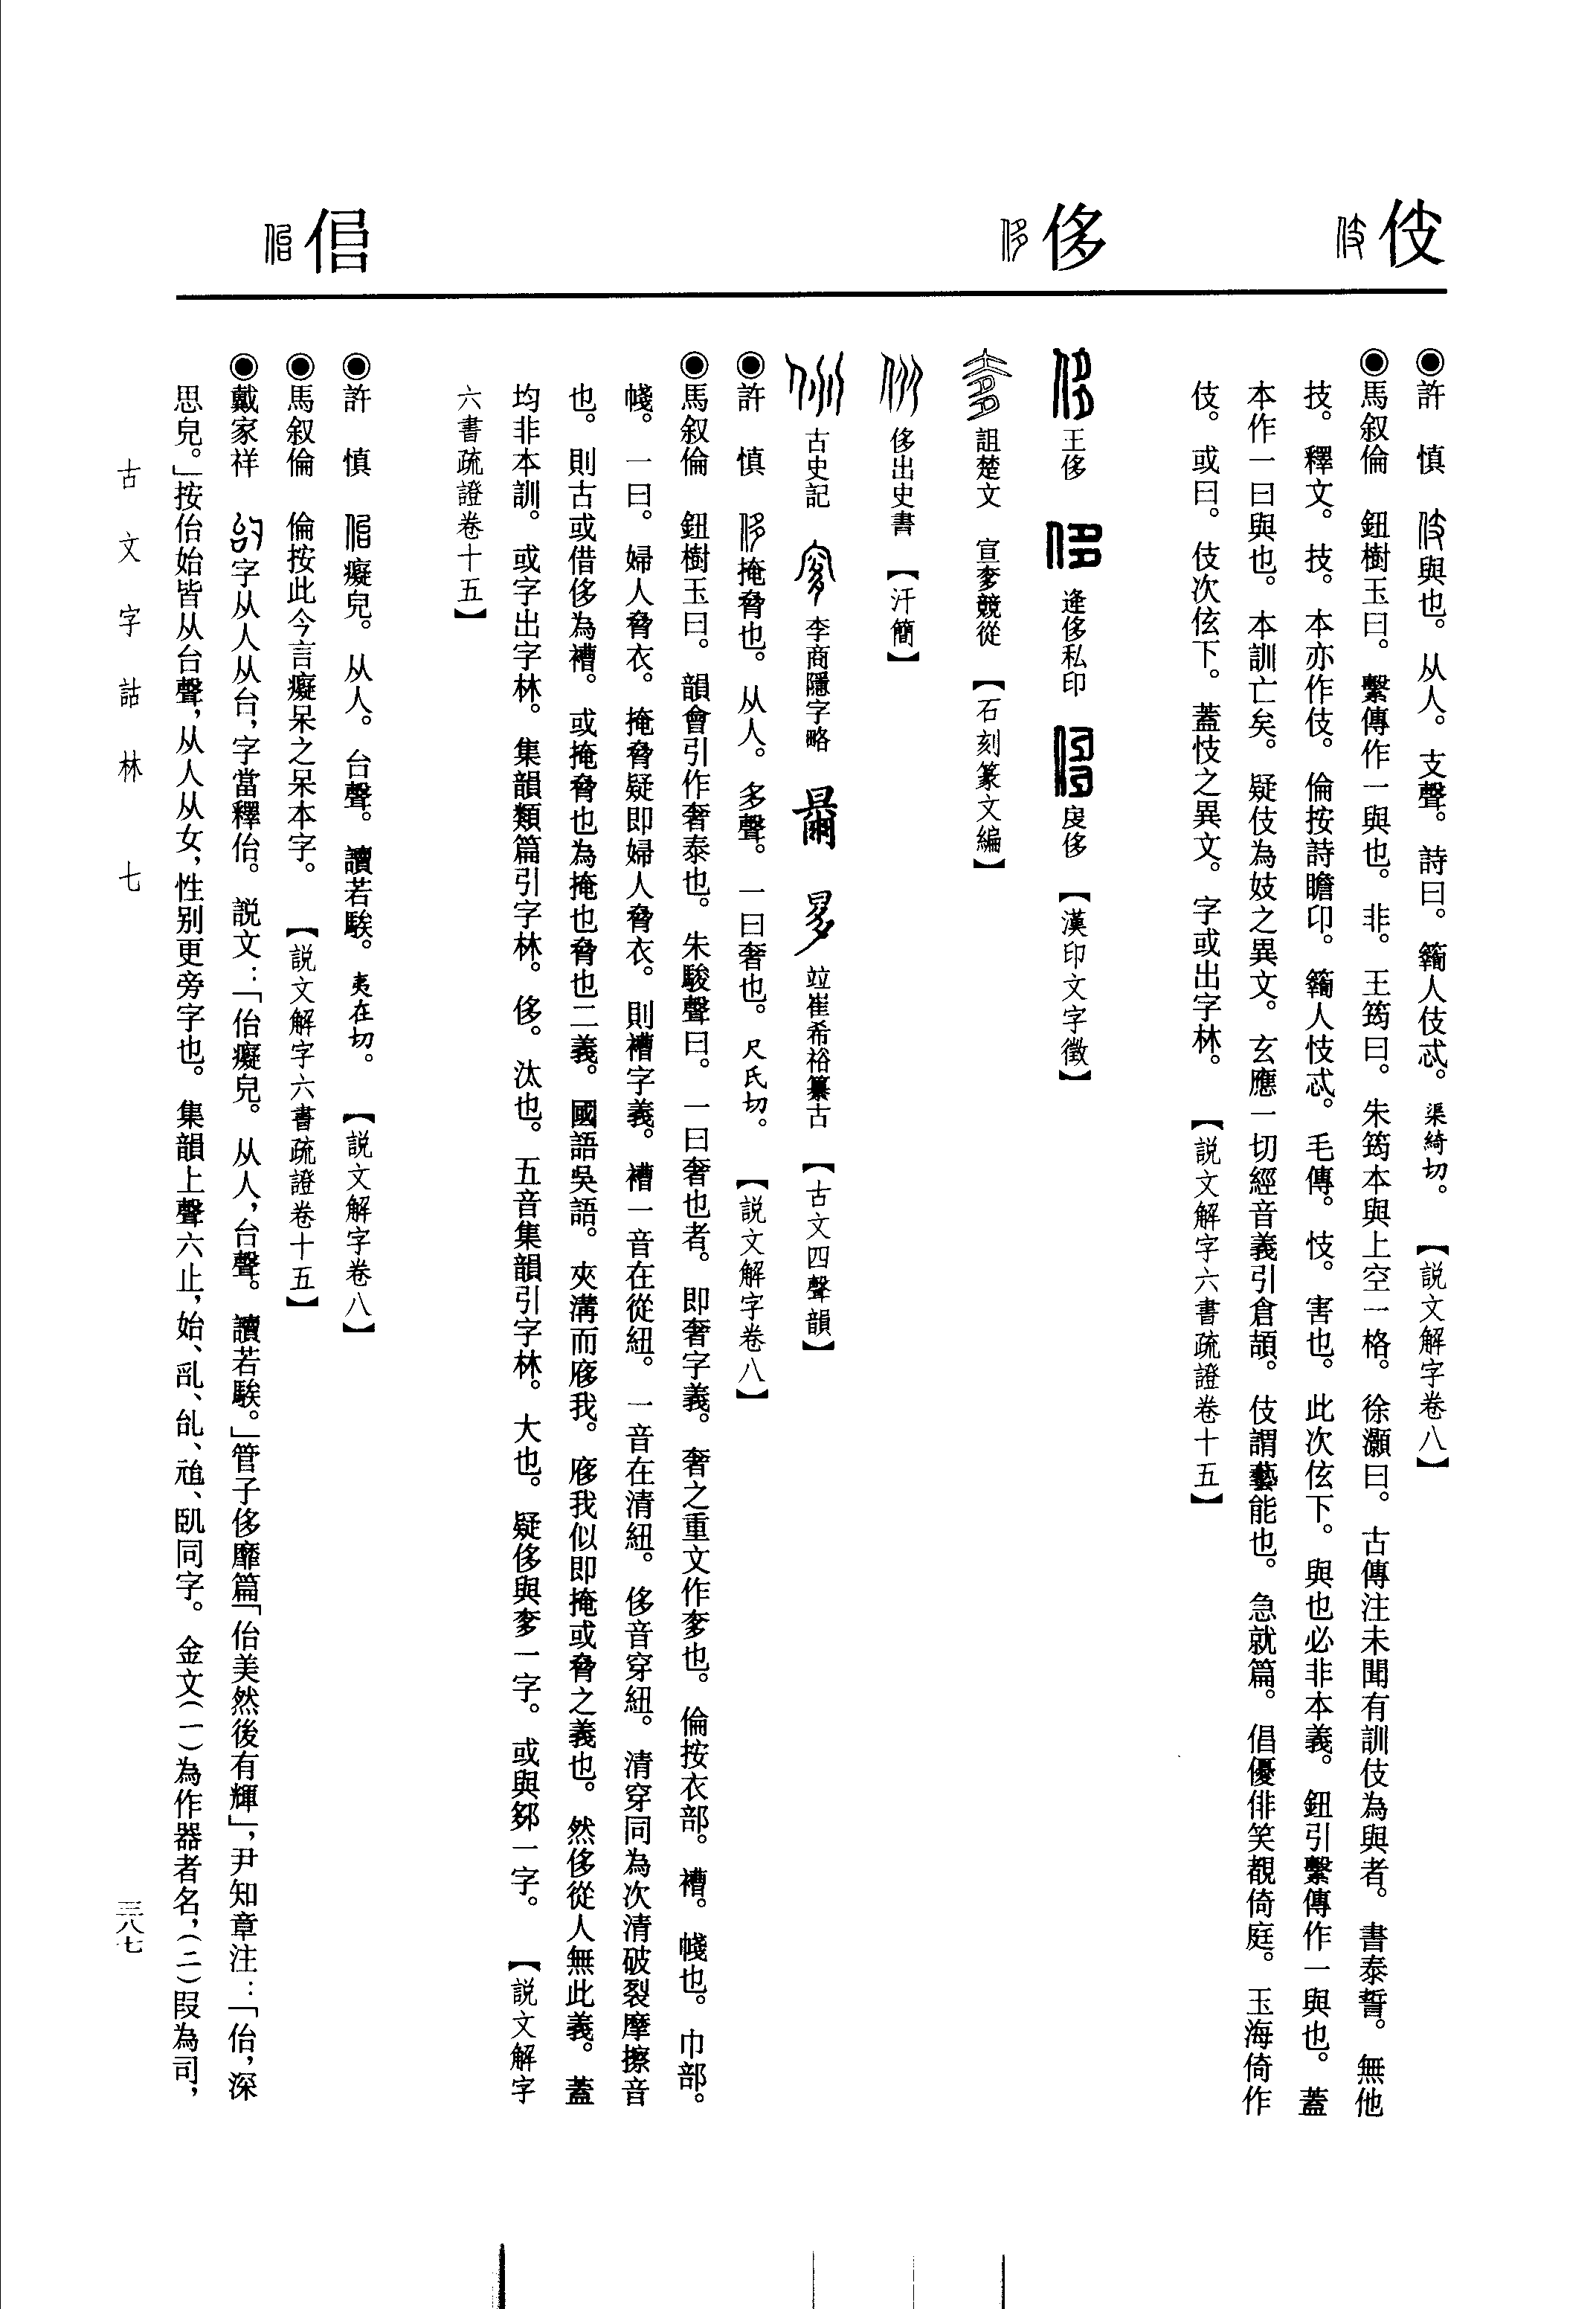 伎
許　慎　與也。从人。支聲。詩曰。籥人伎忒。渠綺切。【説文解字卷八】
馬叙倫　鈕樹玉曰。繫傳作一與也。非。王筠曰。朱筠本與上空一格。徐灝曰。古傳注未聞有訓伎為與者。書泰誓。無他
技。釋文。技。本亦作伎。倫按詩瞻卬。忮忒。毛傳。忮。害也。此次伭下。與也必非本義。鈕引繫傳作一與也。蓋
本作一曰與也。本訓亡矣。疑伎為妓之異文。玄應一切經音義引倉頡。伎謂藝能也。急就篇。倡優俳笑觀倚庭。玉海倚作
伎。或曰。伎次伭下。蓋忮之異文。字或出字林。【説文解字六書疏證卷十五】
侈
王侈　逄侈私印　侈【漢印文字徵】
詛楚文　宣奓競從【石刻篆文編】
侈出史書【汗簡】
古史記　李商隱字略　竝崔希裕纂古【古文四聲韻】
許　慎　掩脅也。从人。多聲。一曰奢也。尺氏切。【説文解字卷八】
馬叙倫　鈕樹玉曰。韻會引作奢泰也。朱駿聲曰。一曰奢也者。即奢字義。奢之重文作奓也。倫按衣部。。幭也。巾部。
幭。一曰。婦人脅衣。掩脅疑即婦人脅衣。則字義。一音在從紐。一音在清紐。侈音穿紐。清穿同為次清破裂摩擦音
也。則古或借侈為。或掩脅也為掩也脅也二義。國語吳語。夾溝而㢋我。㢋我似即掩或脅之義也。然侈從人無此義。蓋
均非本訓。或字出字林。集韻類篇引字林。侈。汰也。五音集韻引字林。大也。疑侈與奓一字。或與一字。【説文解字
六書疏證卷十五】
佁
許　慎　癡皃。从人。台聲。讀若騃。夷在切。【説文解字卷八】
馬叙倫　倫按此今言癡呆之呆本字。【説文解字六書疏證卷十五】
戴家祥　字从人从台，字當釋佁。説文：「佁癡皃。从人，台聲。讀若騃。」管子侈靡篇「佁美然後有輝」，尹知章注：「佁，深
思皃。」按佁始皆从台聲，从人从女，性別更旁字也。集韻上聲六止，始、同字。金文（一）為作器者名，（二）叚為司，
古文字詁林　七
三八七